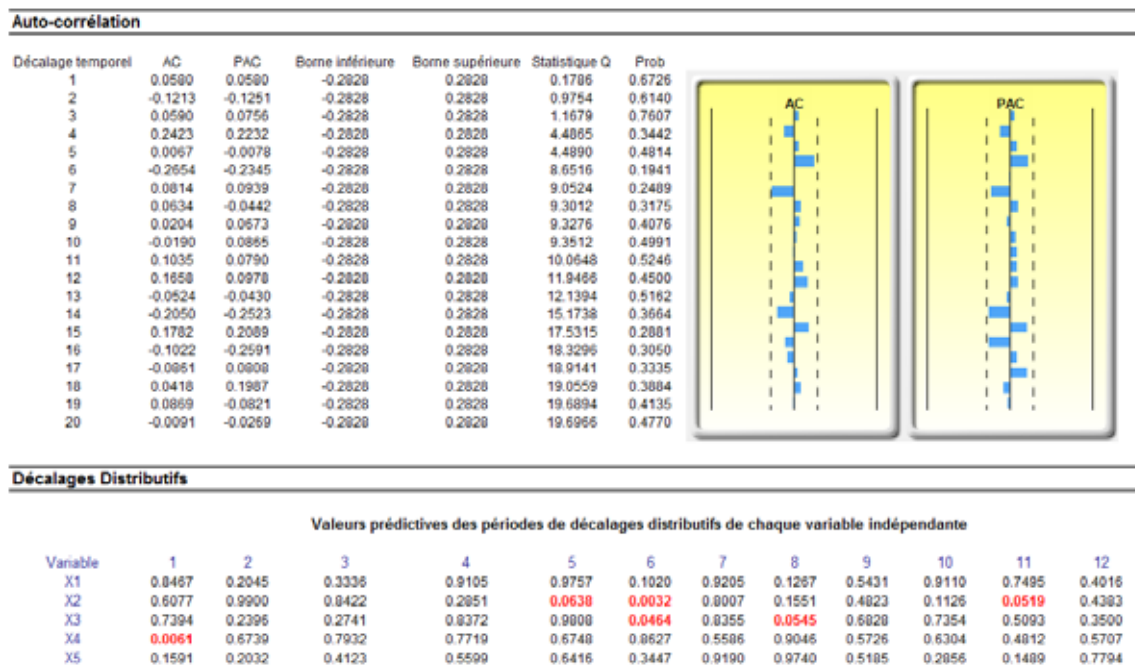 Auto-corrélation
Décalage temporel AC PAC Borne inférieure Borne supérieure Statistique Q Prob
1 0.0580 0.0580 -0.2828 0.2828 0.1786 0.6726
2 -0.1213 -0.1251 -0.2828 0.2828 0.9754 0.6140
3 0.0590 0.0756 -0.2828 0.2828 1.1679 0.7607
4 0.2423 0.2232 -0.2828 0.2828 4.4865 0.3442
5 0.0067 -0.0078 -0.2828 0.2828 4.4890 0.4814
6 -0.2654 -0.2345 -0.2828 0.2828 8.6516 0.1941
7 0.0814 0.0939 -0.2828 0.2828 9.0524 0.2489
8 0.0634 -0.0442 -0.2828 0.2828 9.3012 0.3175
9 0.0204 0.0673 -0.2828 0.2828 9.3276 0.4076
10 -0.0190 0.0865 -0.2828 0.2828 9.3512 0.4991
11 0.1035 0.0790 -0.2828 0.2828 10.0648 0.5246
12 0.1658 0.0978 -0.2828 0.2828 11.9466 0.4500
13 -0.0524 -0.0430 -0.2828 0.2828 12.1394 0.5162
14 -0.2050 -0.2523 -0.2828 0.2828 15.1738 0.3664
15 0.1782 0.2089 -0.2828 0.2828 17.5315 0.2881
16 -0.1022 -0.2591 -0.2828 0.2828 18.3296 0.3050
17 -0.0861 0.0808 -0.2828 0.2828 18.9141 0.3335
18 0.0418 0.1987 -0.2828 0.2828 19.0559 0.3884
19 0.0869 -0.0821 -0.2828 0.2828 19.6894 0.4135
20 -0.0091 -0.0269 -0.2828 0.2828 19.6966 0.4770
AC
PAC
Décalages Distributifs
Valeurs prédictives des périodes de décalages distributifs de chaque variable indépendante
Variable 1 2 3 4 5 6 7 8 9 10 11 12
X1 0.8467 0.2045 0.3336 0.9105 0.9757 0.1020 0.9205 0.1267 0.5431 0.9110 0.7495 0.4016
X2 0.6077 0.9900 0.8422 0.2851 0.0638 0.0032 0.8007 0.1551 0.4823 0.1126 0.0519 0.4383
X3 0.7394 0.2396 0.2741 0.8372 0.9808 0.0464 0.8355 0.0545 0.6828 0.7354 0.5093 0.3500
X4 0.0061 0.6739 0.7932 0.7719 0.6748 0.8627 0.5586 0.9046 0.5726 0.6304 0.4812 0.5707
X5 0.1591 0.2032 0.4123 0.5599 0.6416 0.3447 0.9190 0.9740 0.5185 0.2856 0.1489 0.7794